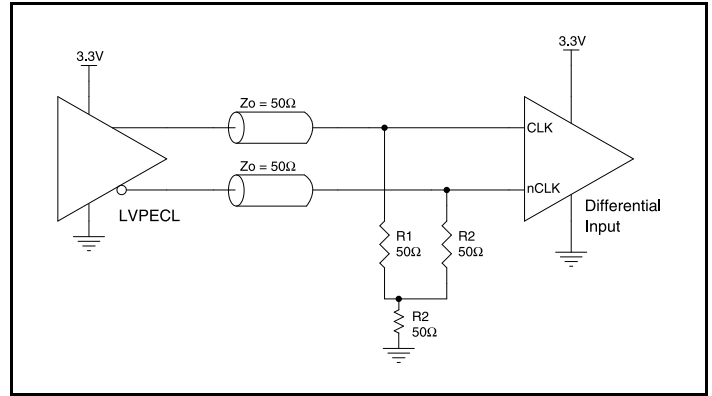 3.3V
3.3V
Zo = 50Ω
CLK
Zo = 50Ω
nCLK
LVPECL
Differential
Input
R1
50Ω
R2
50Ω
R2
50Ω